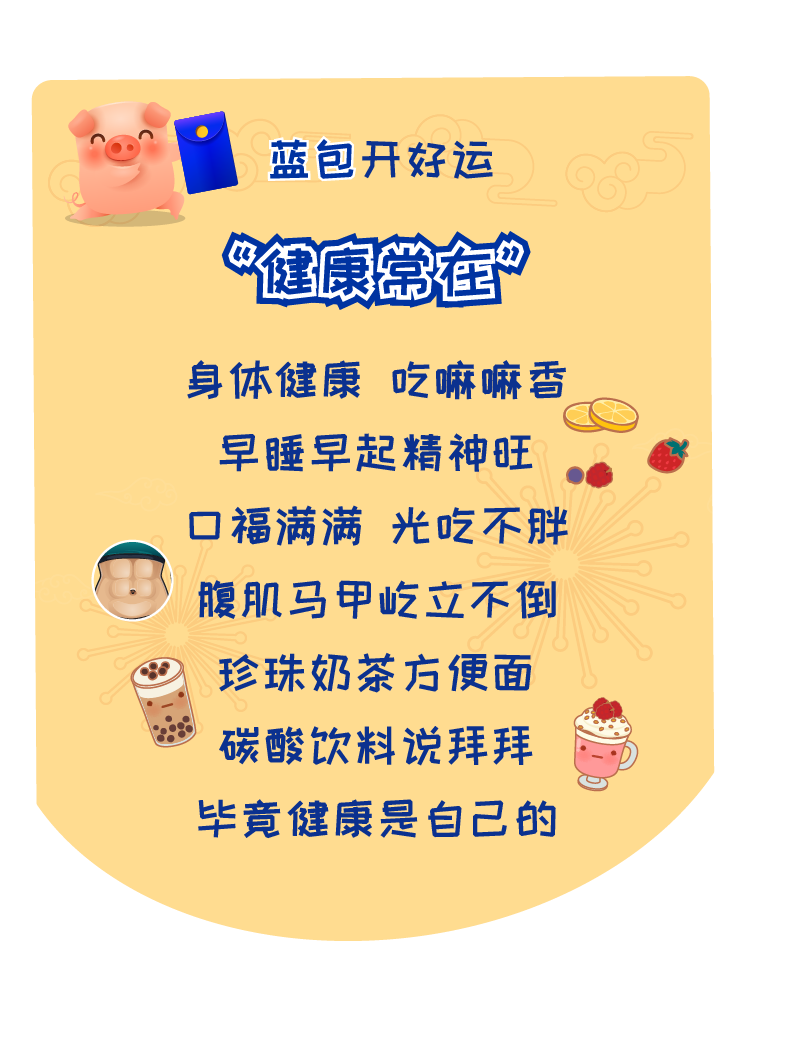 蓝包开好运
“健康常在”
身体健康 吃嘛嘛香
早睡早起精神旺
口福满满 光吃不胖
腹肌马甲屹立不倒
珍珠奶茶方便面
碳酸饮料说拜拜
毕竟健康是自己的